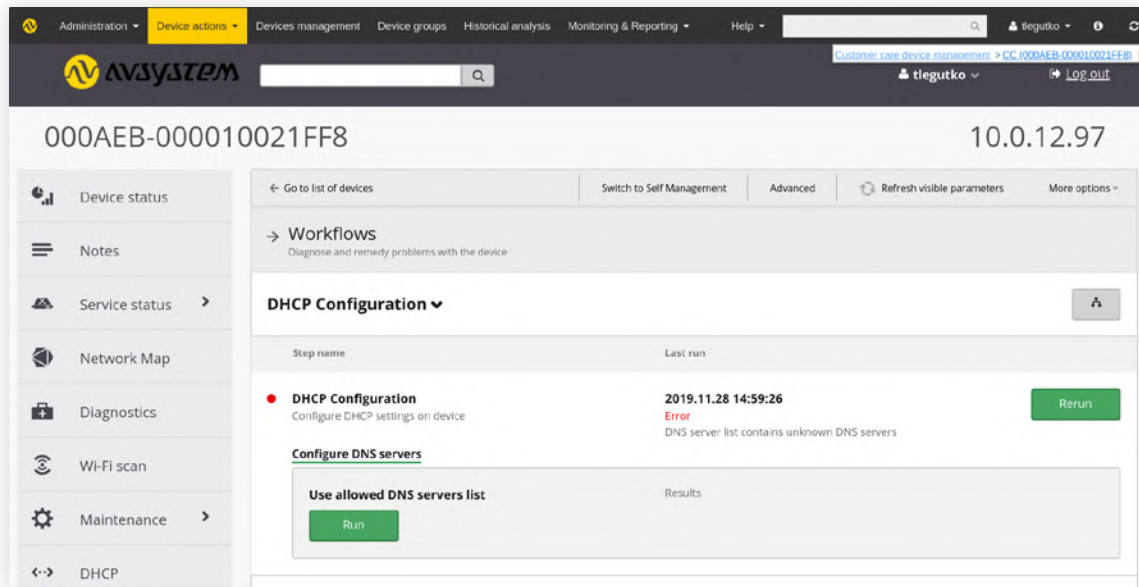 Administration Device actions Devices management Device groups Historical analysis Monitoring & Reporting Help tlegutko
Customer care device management > CC (000AEB-000010021FF8)
AVSYSTEM tlegutko Log out
000AEB-000010021FF8 10.0.12.97
Device status
Notes
Service status
Network Map
Diagnostics
Wi-Fi scan
Maintenance
DHCP
Go to list of devices Switch to Self Management Advanced Refresh visible parameters More options
Workflows
Diagnose and remedy problems with the device
DHCP Configuration
Step name Last run
DHCP Configuration 2019.11.28 14:59:26 Rerun
Configure DHCP settings on device Error
DNS server list contains unknown DNS servers
Configure DNS servers
Use allowed DNS servers list Results
Run